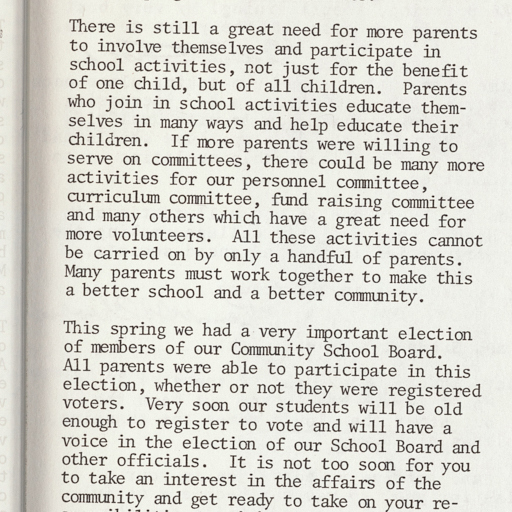 There is still a great need for more parents
to involve themselves and participate in
school activities, not just for the benefit
of one child, but of all children.  Parents
who join in school activities educate them-
selves in many ways and help educate their
children.  If more parents were willing to
serve on committees, there could be many more
activities for our personnel committee,
curriculum committee, fund raising committee
and many others which have a great need for
more volunteers.  All these activities cannot
be carried on by only a handful of parents.
Many parents must work together to make this
a better school and a better community.

This spring we had a very important election
of members of our Community School Board.
All parents were able to participate in this
election, whether or not they were registered
voters.  Very soon our students will be old
enough to register to vote and will have a
voice in the election of our School Board and
other officials.  It is not too soon for you
to take an interest in the affairs of the
community and get ready to take on your re-